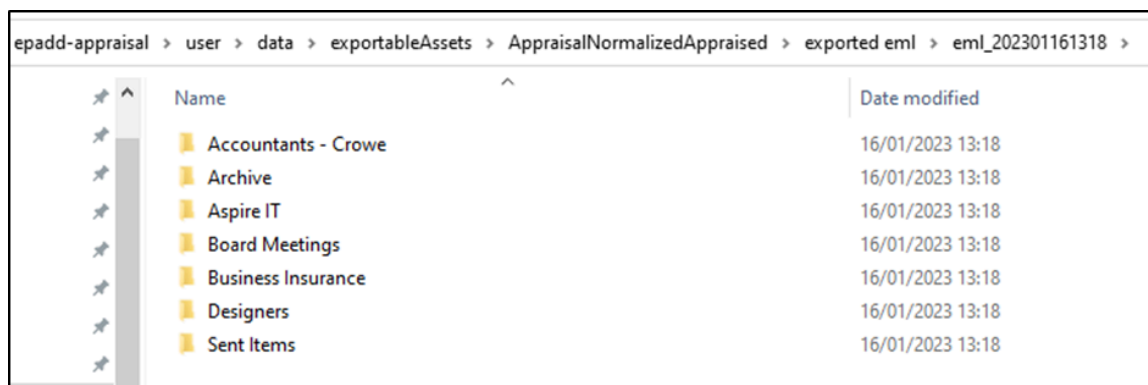 epadd-appraisal > user > data > exportableAssets > AppraisalNormalizedAppraised > exported eml > eml_202301161318 >
Name Date modified
Accountants - Crowe 16/01/2023 13:18
Archive 16/01/2023 13:18
Aspire IT 16/01/2023 13:18
Board Meetings 16/01/2023 13:18
Business Insurance 16/01/2023 13:18
Designers 16/01/2023 13:18
Sent Items 16/01/2023 13:18